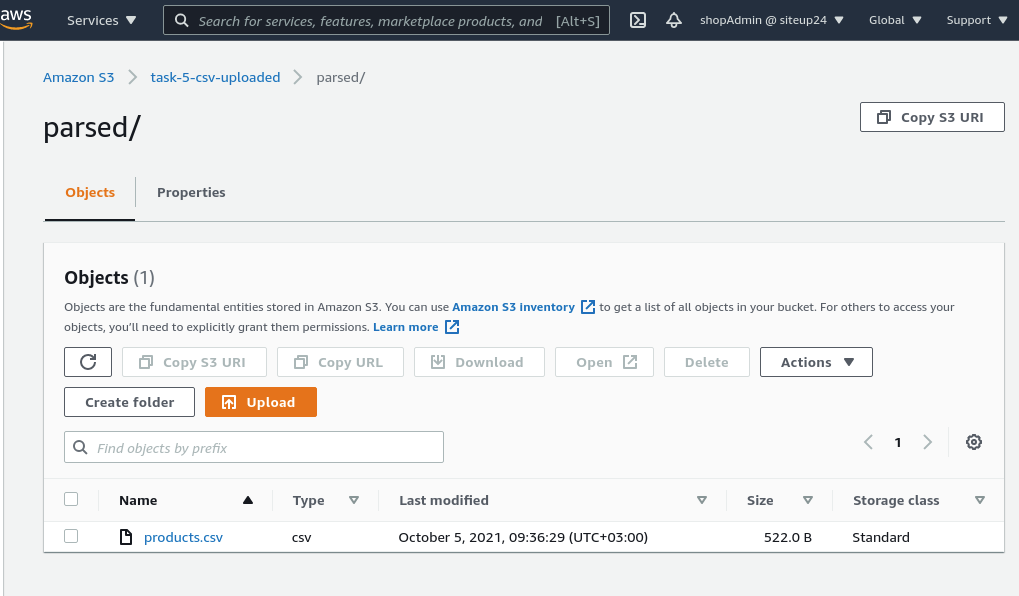 aws Services Search for services, features, marketplace products, and [Alt+S] shopAdmin @ siteup24 Global Support
Amazon S3 task-5-csv-uploaded parsed/
parsed/
Copy S3 URI
Objects Properties
Objects (1)
Objects are the fundamental entities stored in Amazon S3. You can use Amazon S3 inventory to get a list of all objects in your bucket. For others to access your
objects, you’ll need to explicitly grant them permissions. Learn more
Copy S3 URI Copy URL Download Open Delete Actions
Create folder Upload
Find objects by prefix 1
Name Type Last modified Size Storage class
products.csv csv October 5, 2021, 09:36:29 (UTC+03:00) 522.0 B Standard